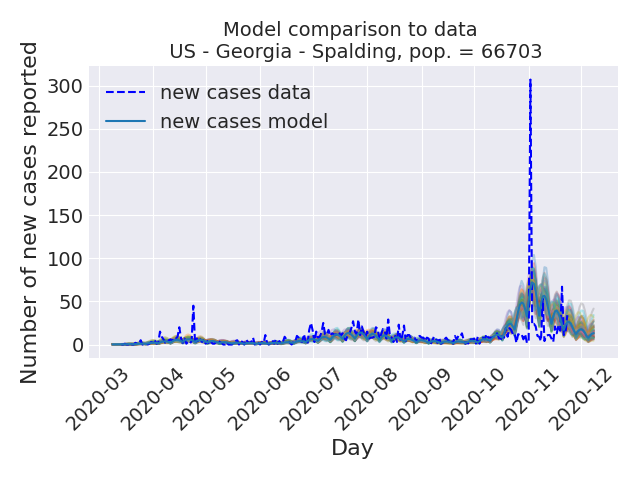 Model comparison to data
US - Georgia - Spalding, pop. = 66703
Number of new cases reported
300
250
200
150
100
50
0
new cases data
new cases model
2020-03
2020-04
2020-05
2020-06
2020-07
2020-08
2020-09
2020-10
2020-11
2020-12
Day